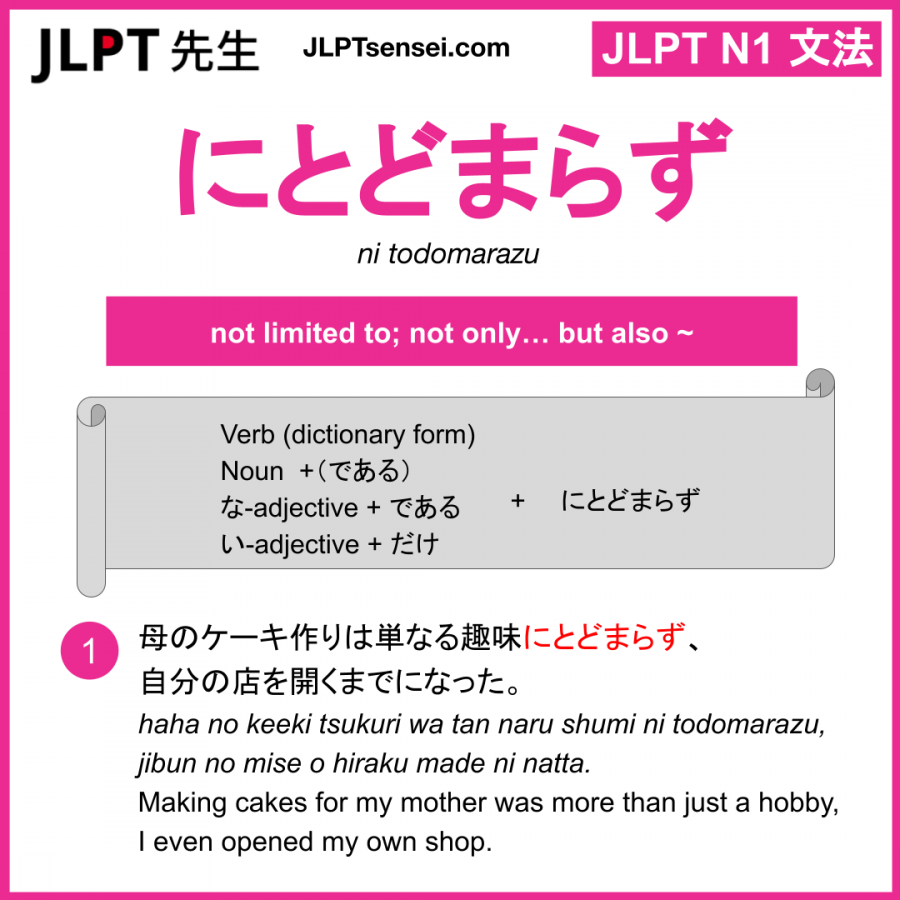 JLPT 先生
JLPTsensei.com
JLPT N1 文法
にとどまらず
ni todomarazu
not limited to; not only… but also ~
Verb (dictionary form)
Noun +（である）
な-adjective + である
い-adjective + だけ
+ にとどまらず
1
母のケーキ作りは単なる趣味にとどまらず、
自分の店を開くまでになった。
haha no keeki tsukuri wa tan naru shumi ni todomarazu,
jibun no mise o hiraku made ni natta.
Making cakes for my mother was more than just a hobby,
I even opened my own shop.